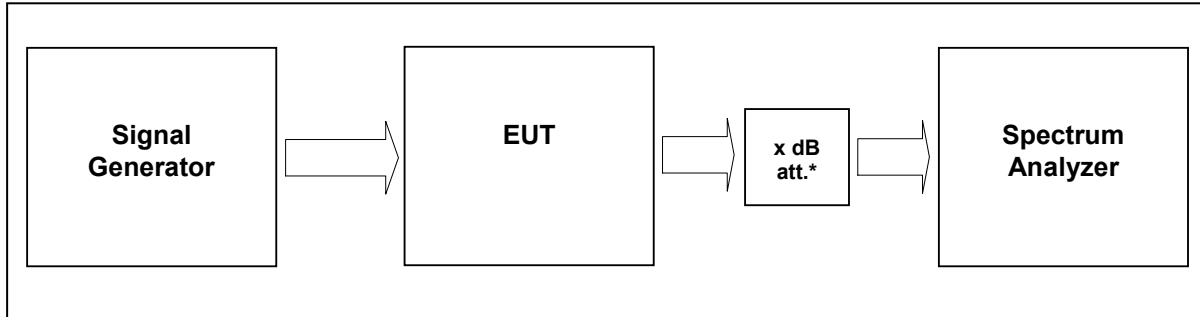 Signal
Generator
EUT
x dB
att.*
Spectrum
Analyzer